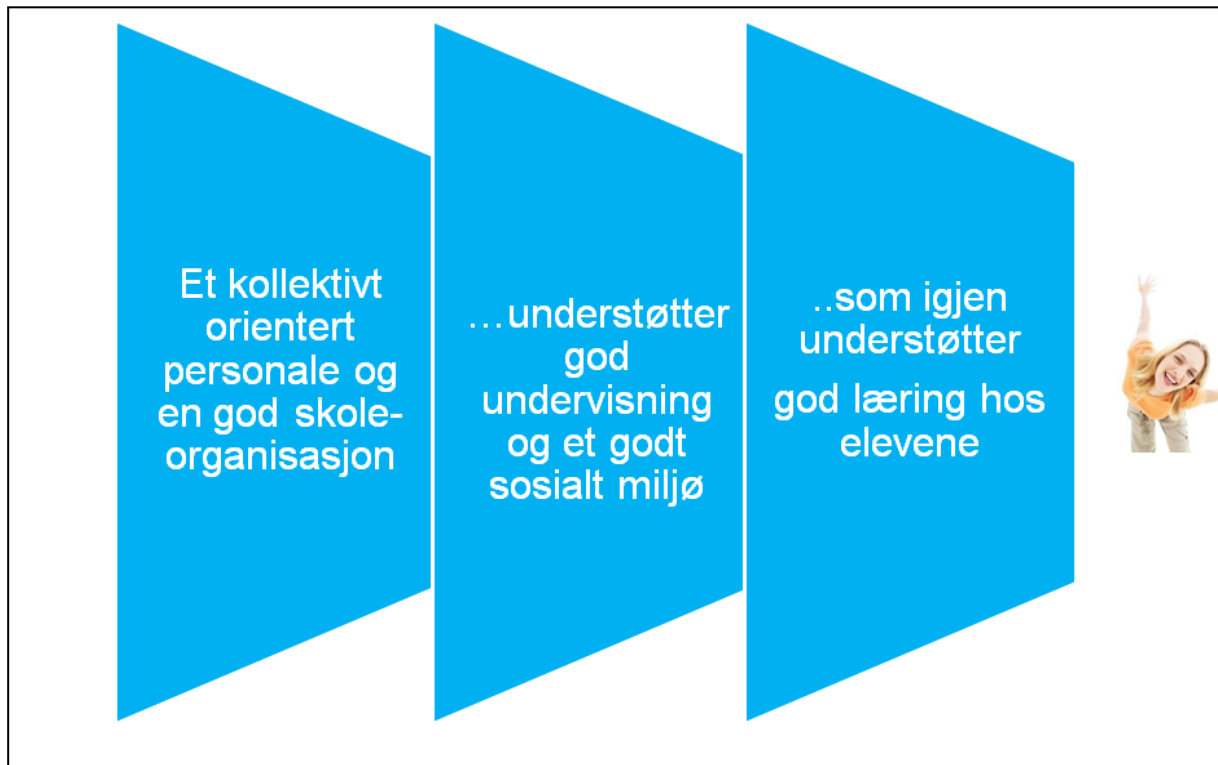 Et kollektivt
orientert
personale og
en god skole-
organisasjon
…understøtter
god
undervisning
og et godt
sosialt miljø
..som igjen
understøtter
god læring hos
elevene